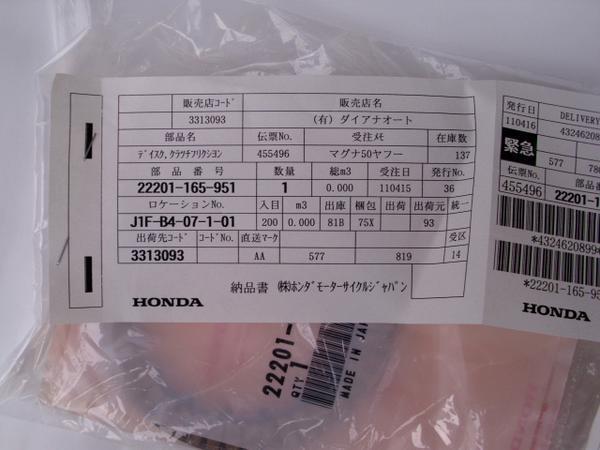 販売店ｺｰﾄﾞ 販売店名
3313093 （有）ダイアナオート
部品名 伝票No. 受注ﾒﾓ 在庫数
ﾃﾞｲｽｸ,ｸﾗﾂﾁﾌﾘｸｼﾖﾝ 455496 マグナ50ヤフー 137
部品番号 数量 総m3 受注日 発行No.
22201-165-951 1 0.000 110415 36
ロケーションNo. 入目 m3 出庫 梱包 出荷 出荷元 統一
J1F-B4-07-1-01 200 0.000 81B 75X 93
出荷先ｺｰﾄﾞ ｺｰﾄﾞNo. 直送ﾏｰｸ 受区
3313093 AA 577 819 14
HONDA 納品書 ㈱ﾎﾝﾀﾞﾓｰﾀｰｻｲｸﾙｼﾞｬﾊﾟﾝ
発行日 DELIVERY
110416 43246208
緊急
577 780
伝票No.
455496 22201-1
*4324620899*
*22201-165-95
HONDA
22201-
QTY 1
MADE IN JAP